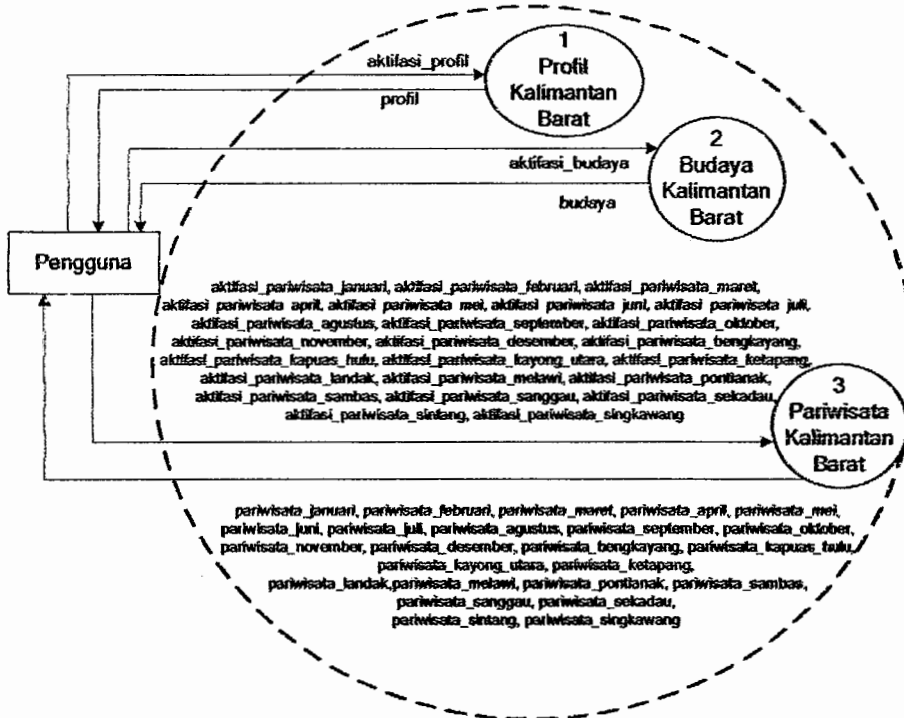 1
Profil
Kalimantan
Barat
aktifasi_profil
profil
2
Budaya
Kalimantan
Barat
aktifasi_budaya
budaya
Pengguna
aktifasi_pariwisata_januari, aktifasi_pariwisata_februari, aktifasi_pariwisata_maret,
aktifasi pariwisata april, aktifasi pariwisata mei, aktifasi pariwisata juni, aktifasi pariwisata juli,
aktifasi_pariwisata_agustus, aktifasi_pariwisata_september, aktifasi_pariwisata_oktober,
aktifasi_pariwisata_november, aktifasi_pariwisata_desember, aktifasi_pariwisata_bengkayang,
aktifasi_pariwisata_kapuas_hulu, aktifasi_pariwisata_kayong_utara, aktifasi_pariwisata_ketapang,
aktifasi_pariwisata_landak, aktifasi_pariwisata_melawi, aktifasi_pariwisata_pontianak,
aktifasi_pariwisata_sambas, aktifasi_pariwisata_sanggau, aktifasi_pariwisata_sekadau,
aktifasi_pariwisata_sintang, aktifasi_pariwisata_singkawang
3
Pariwisata
Kalimantan
Barat
pariwisata_januari, pariwisata_februari, pariwisata_maret, pariwisata_april, pariwisata_mei,
pariwisata_juni, pariwisata_juli, pariwisata_agustus, pariwisata_september, pariwisata_oktober,
pariwisata_november, pariwisata_desember, pariwisata_bengkayang, pariwisata_kapuas_hulu,
pariwisata_kayong_utara, pariwisata_ketapang,
pariwisata_landak,pariwisata_melawi, pariwisata_pontianak, pariwisata_sambas,
pariwisata_sanggau, pariwisata_sekadau,
pariwisata_sintang, pariwisata_singkawang